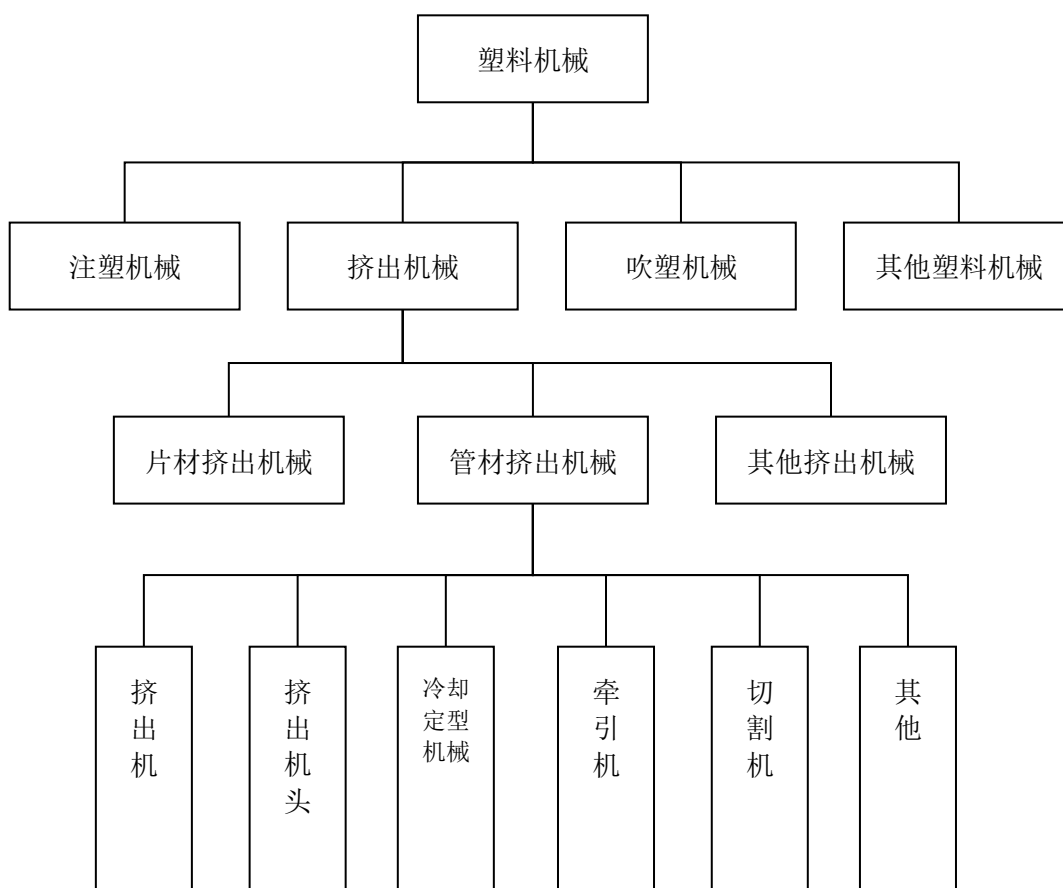 塑料机械
注塑机械
挤出机械
吹塑机械
其他塑料机械
片材挤出机械
管材挤出机械
其他挤出机械
挤出机
挤出机头
冷却
定型
机械
牵引机
切割机
其他